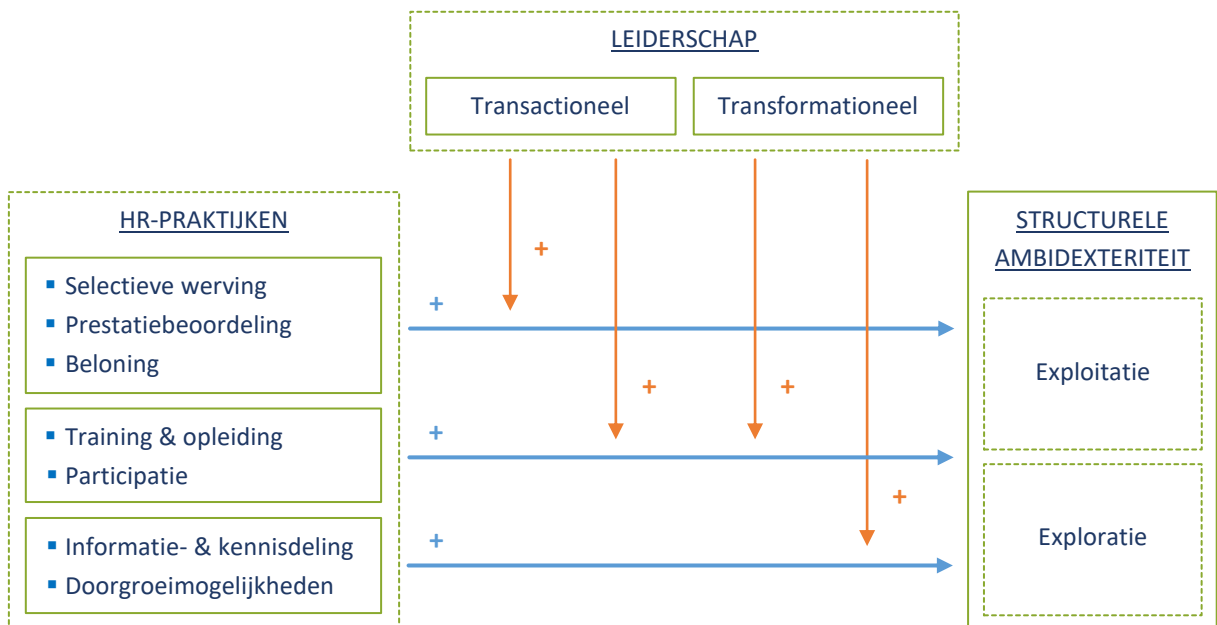 LEIDERSCHAP
Transactioneel
Transformationeel
HR-PRAKTIJKEN
▪ Selectieve werving
▪ Prestatiebeoordeling
▪ Beloning
▪ Training & opleiding
▪ Participatie
▪ Informatie- & kennisdeling
▪ Doorgroeimogelijkheden
+
+
+
+
+
+
+
STRUCTURELE
AMBIDEXTERITEIT
Exploitatie
Exploratie